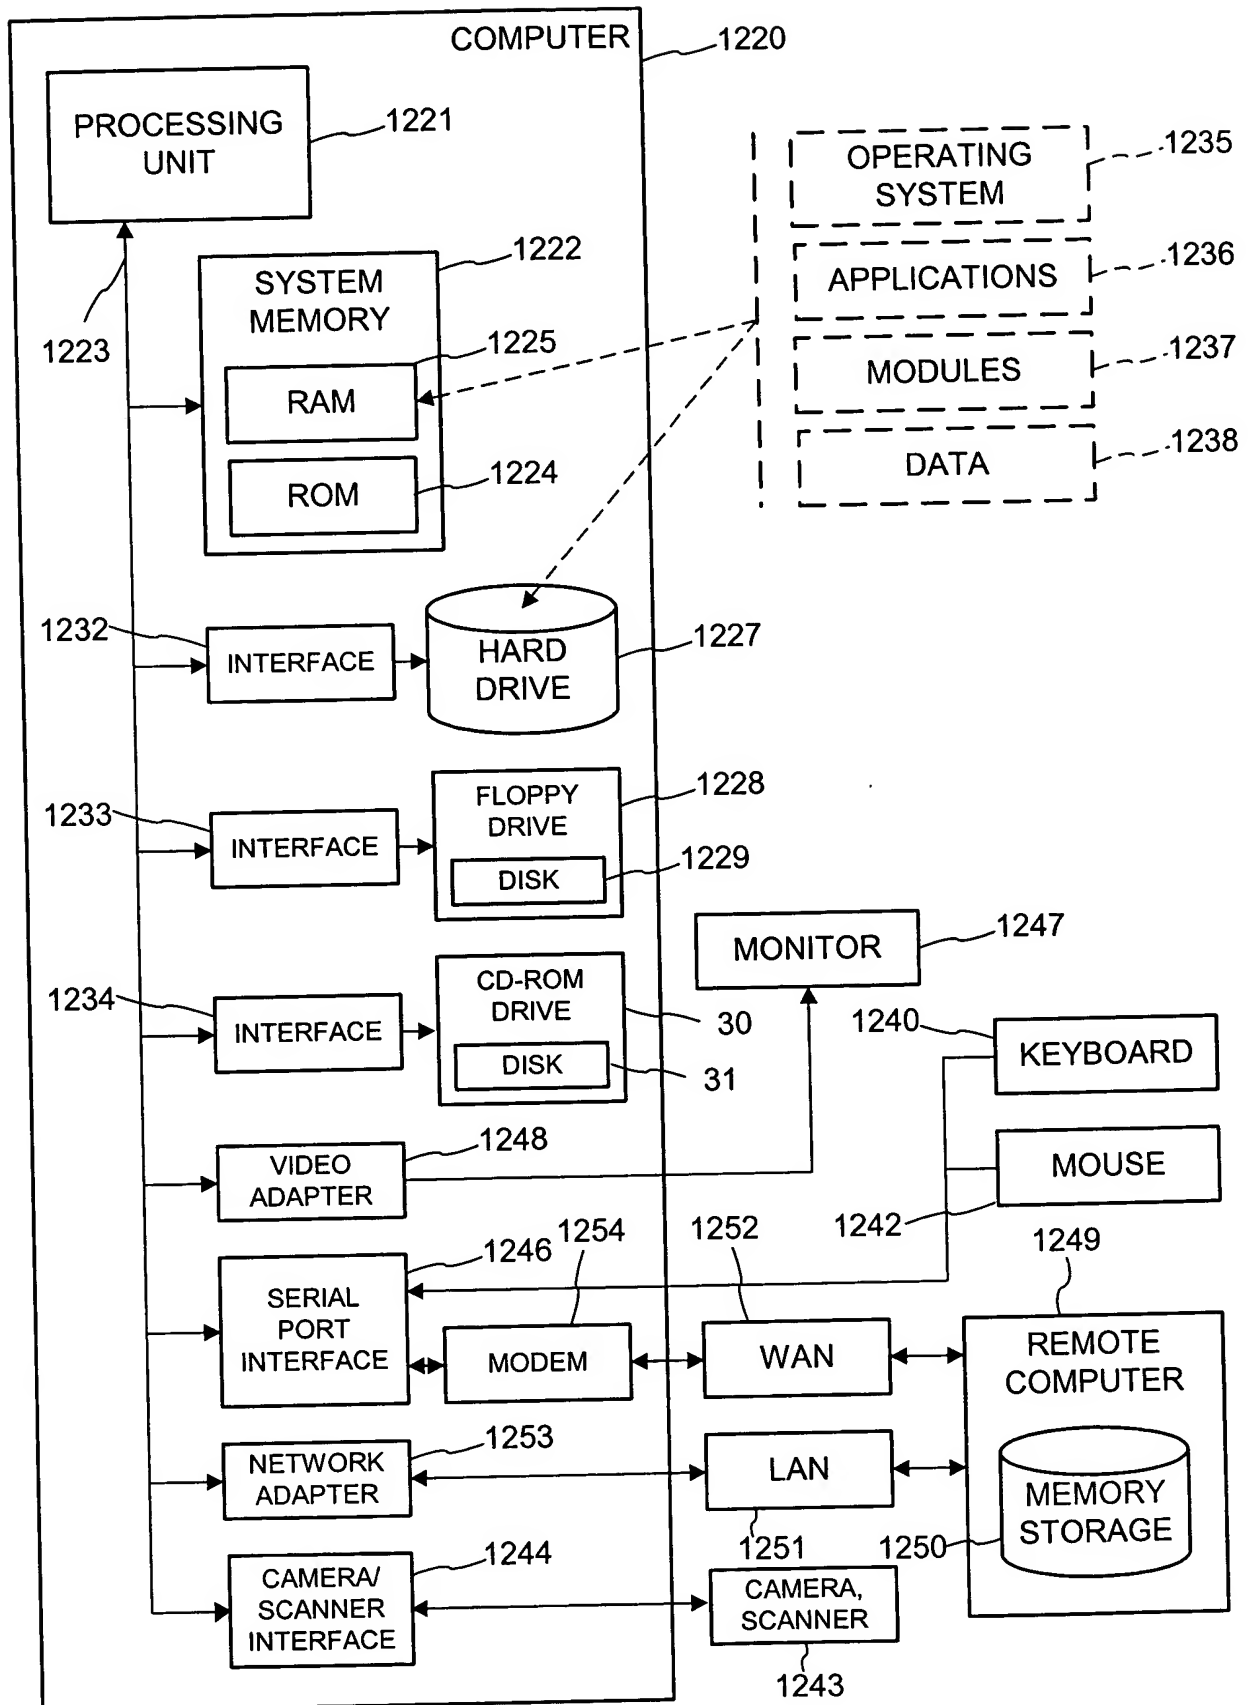 COMPUTER
1220
PROCESSING
UNIT
1221
1223
SYSTEM
MEMORY
1222
RAM
1225
ROM
1224
OPERATING
SYSTEM
1235
APPLICATIONS
1236
MODULES
1237
DATA
1238
1232
INTERFACE
HARD
DRIVE
1227
1233
INTERFACE
FLOPPY
DRIVE
1228
DISK
1229
1234
INTERFACE
CD-ROM
DRIVE
30
DISK
31
MONITOR
1247
1240
KEYBOARD
MOUSE
1242
VIDEO
ADAPTER
1248
SERIAL
PORT
INTERFACE
1246
MODEM
1254
WAN
1252
1249
REMOTE
COMPUTER
MEMORY
STORAGE
1250
NETWORK
ADAPTER
1253
LAN
1251
CAMERA/
SCANNER
INTERFACE
1244
CAMERA,
SCANNER
1243